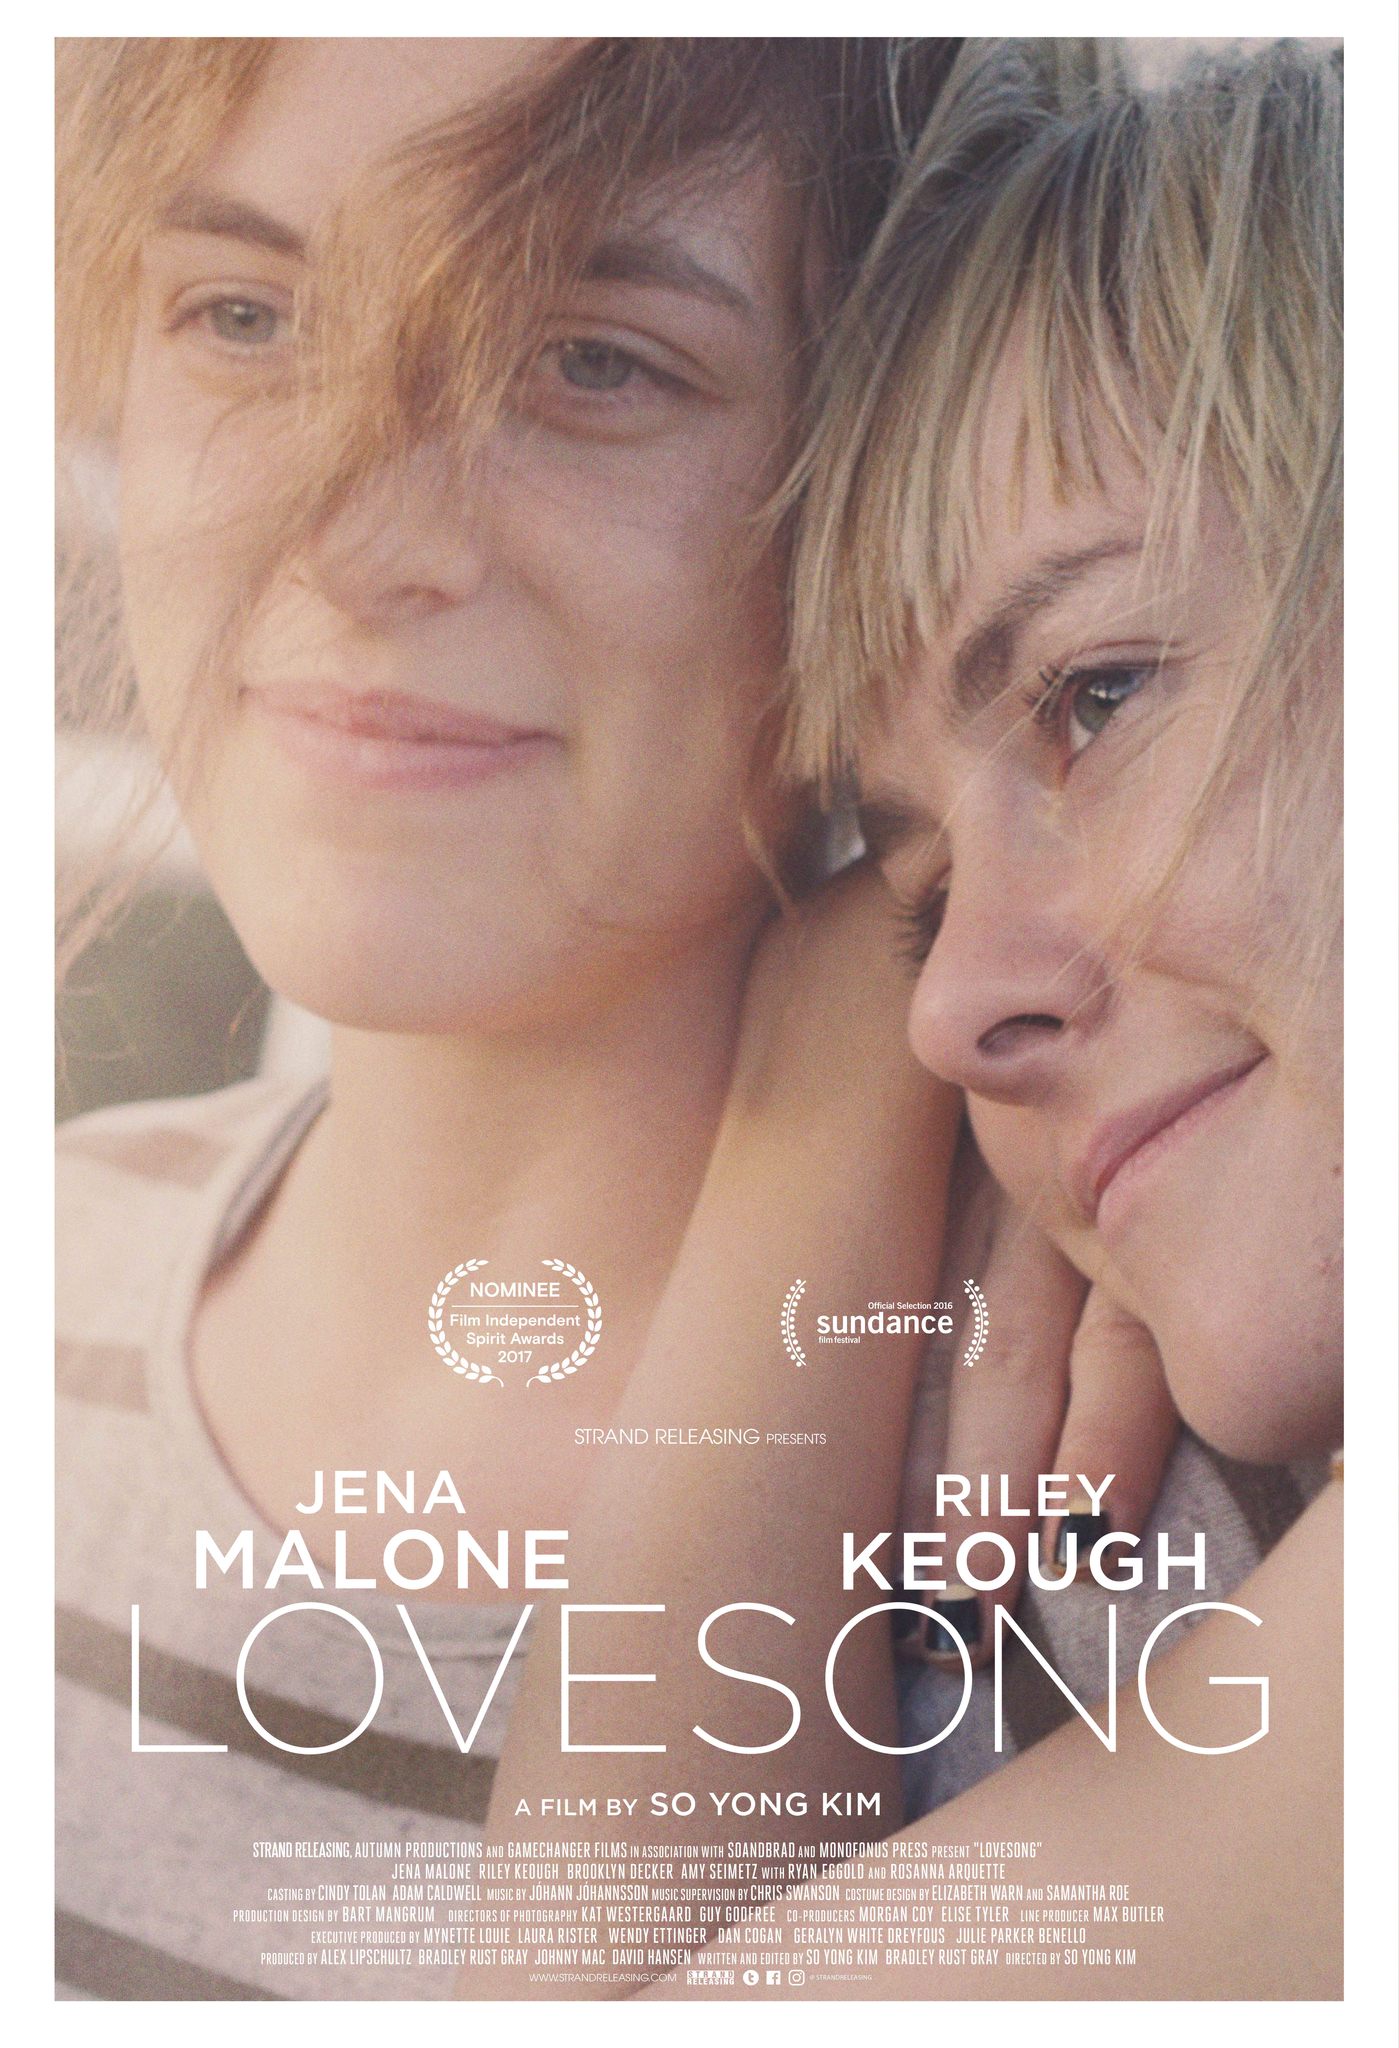 NOMINEE
Film Independent
Spirit Awards
2017
Official Selection 2016
sundance
film festival
STRAND RELEASING PRESENTS
JENA
MALONE
RILEY
KEOUGH
LOVESONG
A FILM BY SO YONG KIM
STRAND RELEASING, AUTUMN PRODUCTIONS AND GAMECHANGER FILMS IN ASSOCIATION WITH SOANDBRAD AND MONOFONUS PRESS PRESENT "LOVESONG"
JENA MALONE RILEY KEOUGH BROOKLYN DECKER AMY SEIMETZ WITH RYAN EGGOLD AND ROSANNA ARQUETTE
CASTING BY CINDY TOLAN ADAM CALDWELL MUSIC BY JÓHANN JÓHANNSSON MUSIC SUPERVISION BY CHRIS SWANSON COSTUME DESIGN BY ELIZABETH WARN AND SAMANTHA ROE
PRODUCTION DESIGN BY BART MANGRUM DIRECTORS OF PHOTOGRAPHY KAT WESTERGAARD GUY GODFREE CO-PRODUCERS MORGAN COY ELISE TYLER LINE PRODUCER MAX BUTLER
EXECUTIVE PRODUCED BY MYNETTE LOUIE LAURA RISTER WENDY ETTINGER DAN COGAN GERALYN WHITE DREYFOUS JULIE PARKER BENELLO
PRODUCED BY ALEX LIPSCHULTZ BRADLEY RUST GRAY JOHNNY MAC DAVID HANSEN WRITTEN AND EDITED BY SO YONG KIM BRADLEY RUST GRAY DIRECTED BY SO YONG KIM
WWW.STRANDRELEASING.COM STRAND RELEASING @STRANDRELEASING